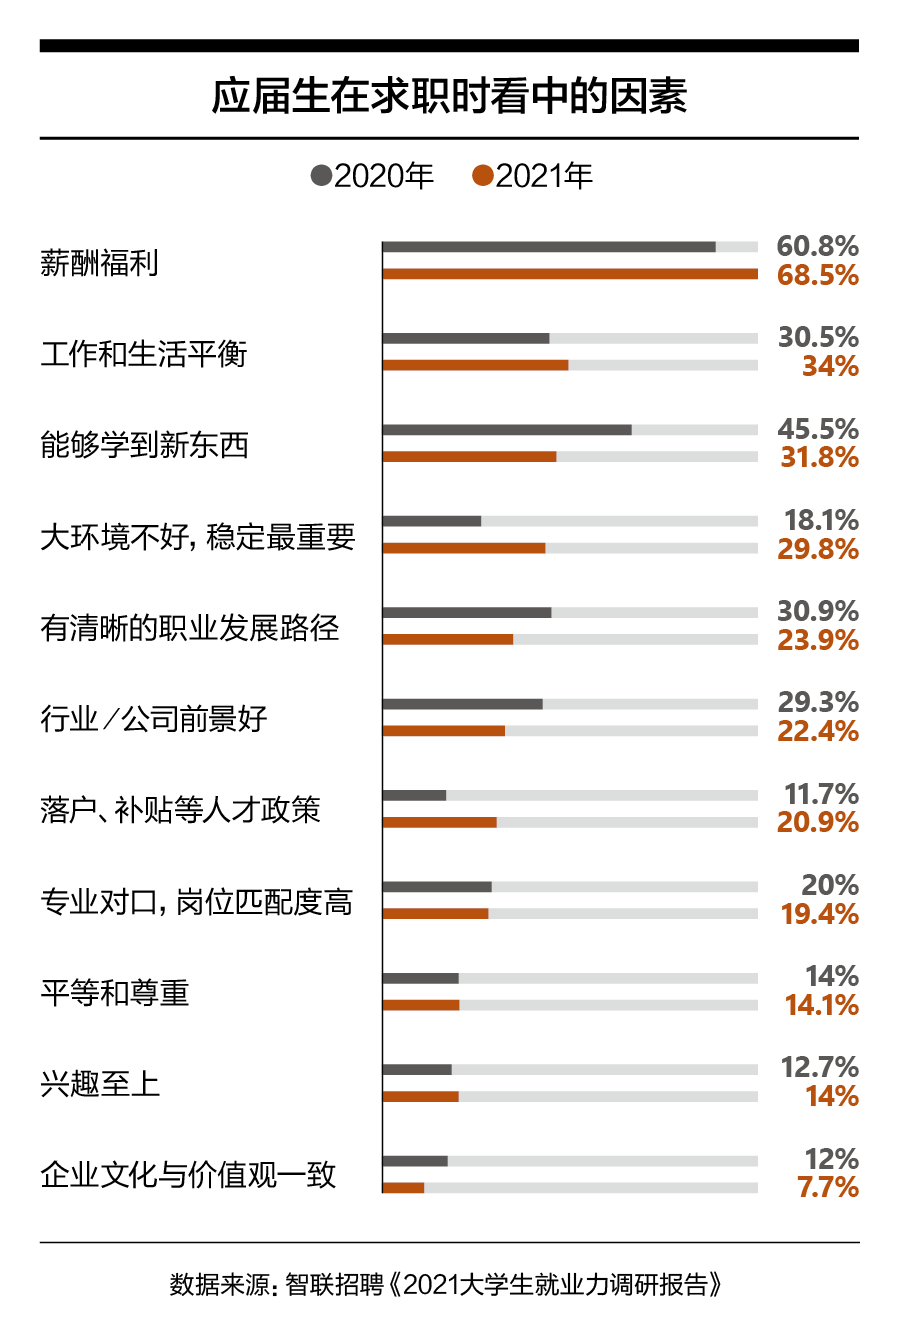 应届生在求职时看中的因素
2020年 2021年
薪酬福利 60.8%
68.5%
工作和生活平衡 30.5%
34%
能够学到新东西 45.5%
31.8%
大环境不好，稳定最重要 18.1%
29.8%
有清晰的职业发展路径 30.9%
23.9%
行业／公司前景好 29.3%
22.4%
落户、补贴等人才政策 11.7%
20.9%
专业对口，岗位匹配度高 20%
19.4%
平等和尊重 14%
14.1%
兴趣至上 12.7%
14%
企业文化与价值观一致 12%
7.7%
数据来源：智联招聘《2021大学生就业力调研报告》